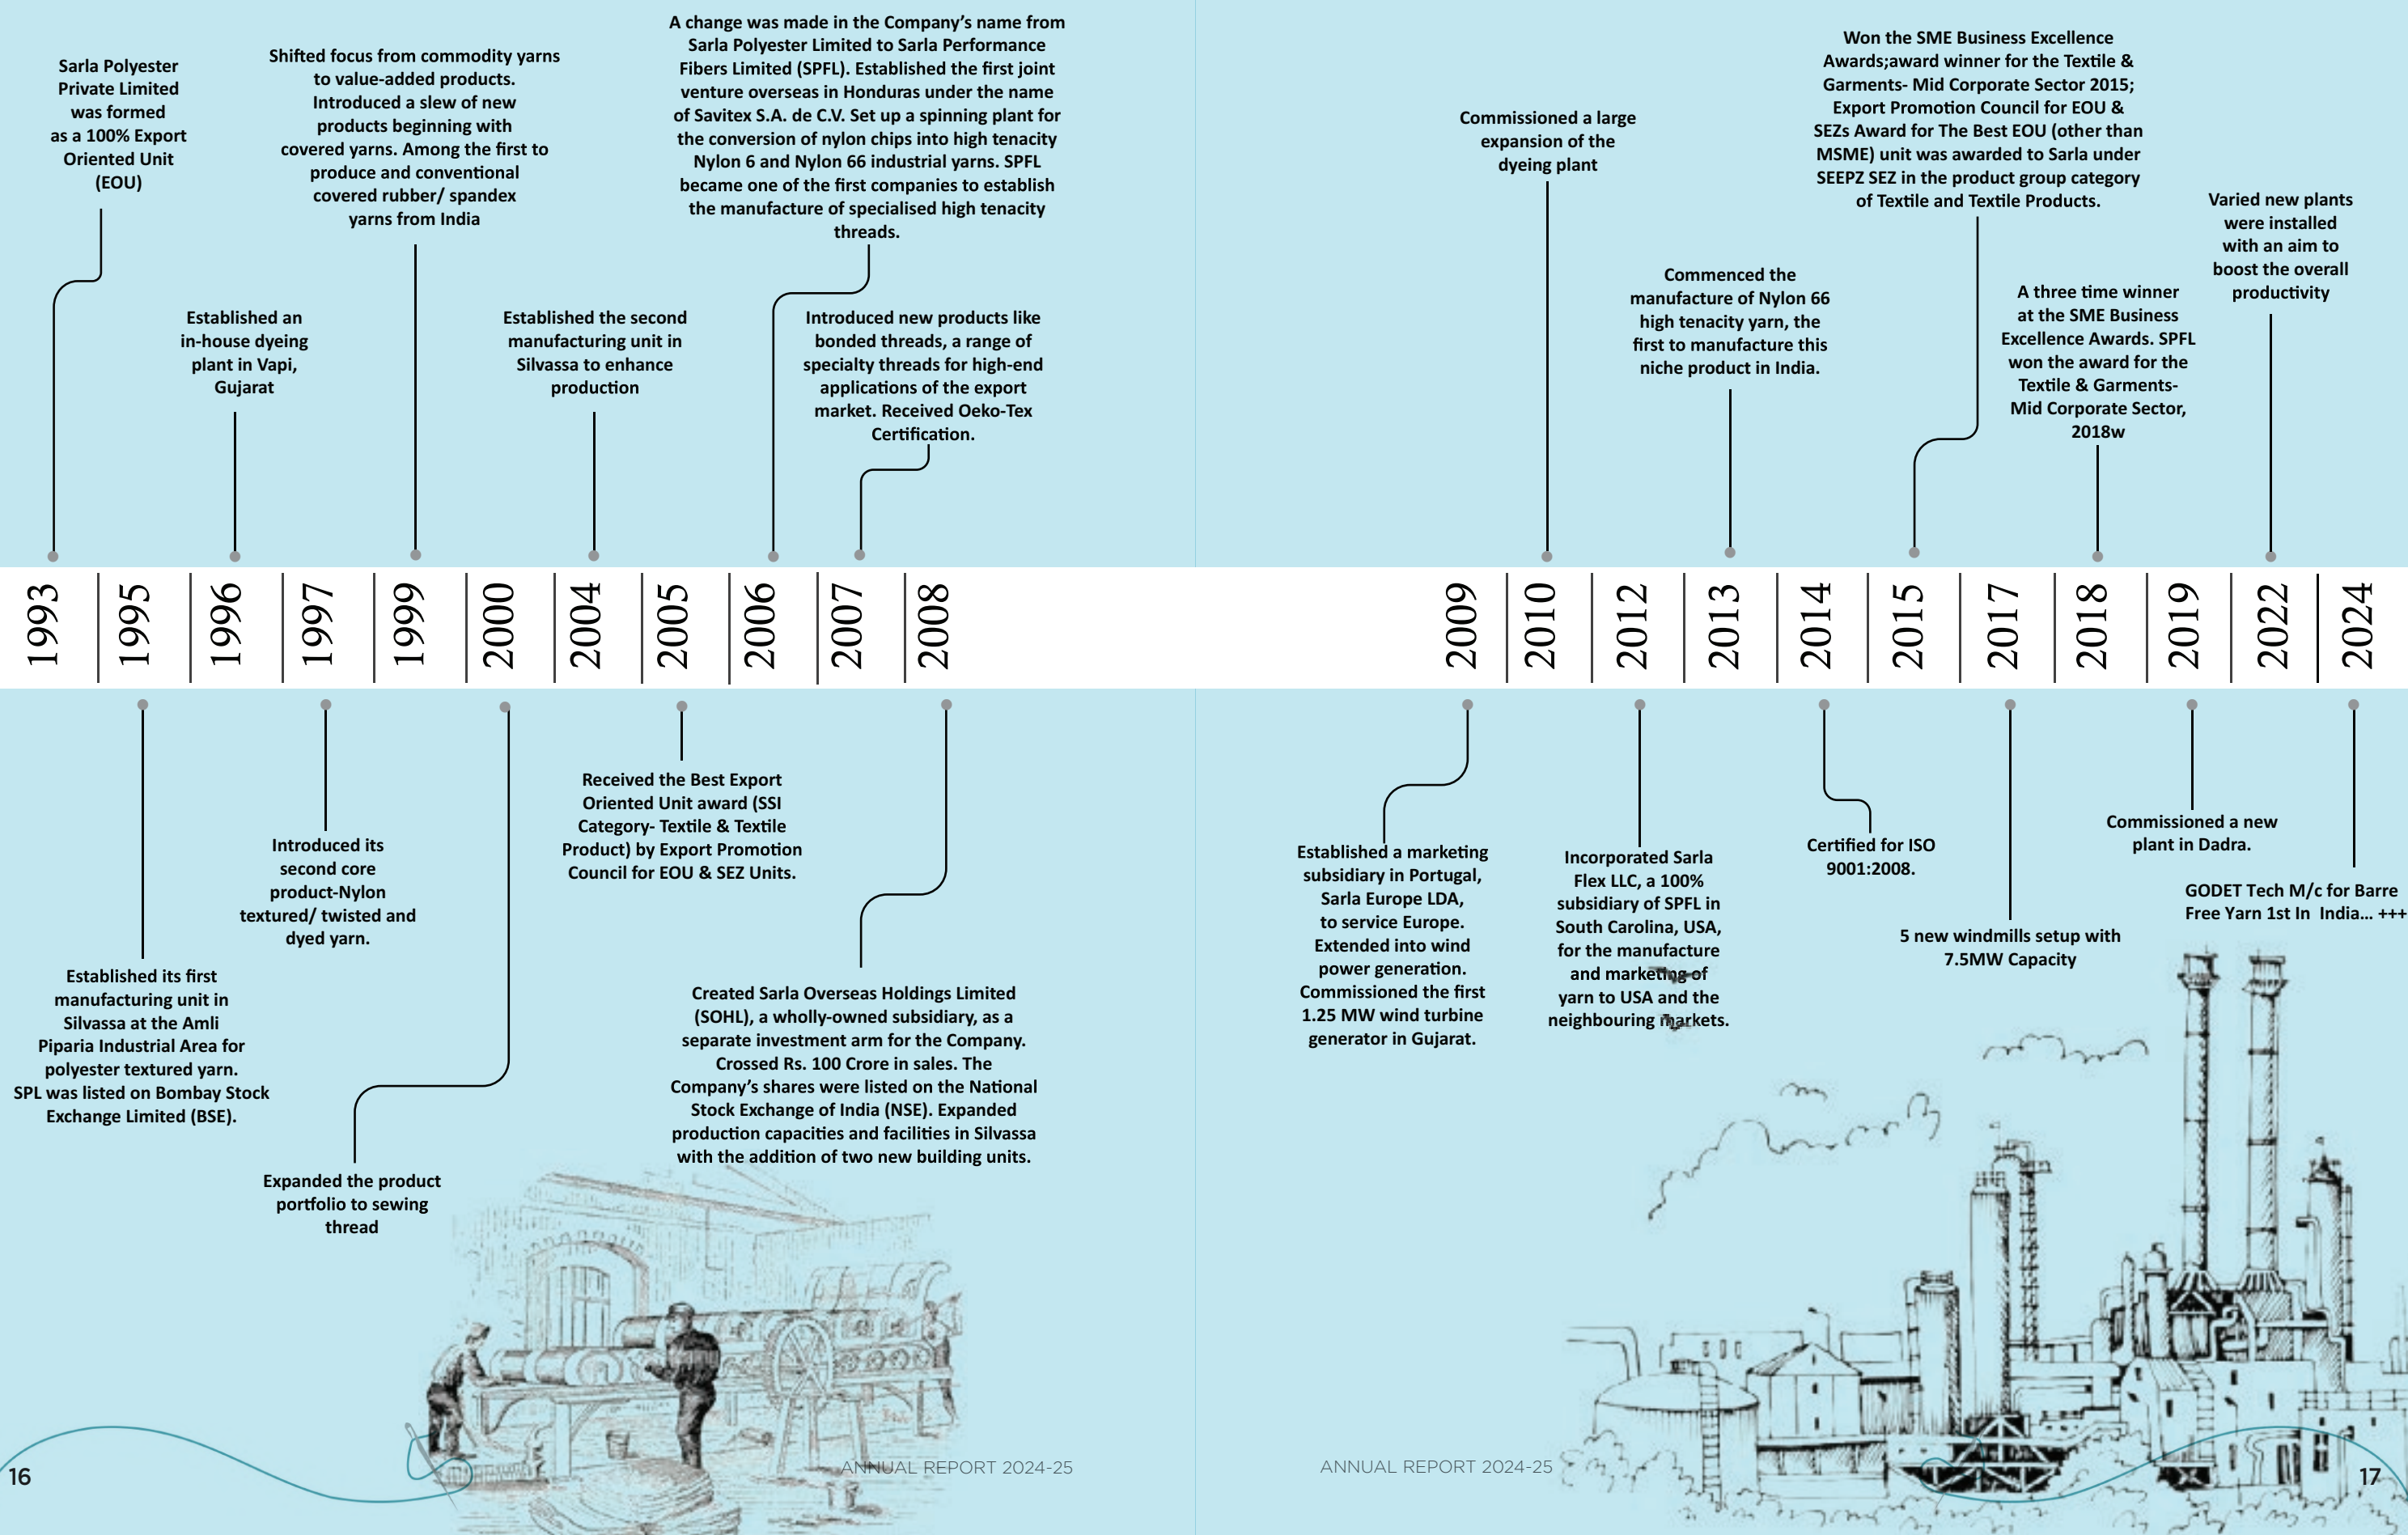 Sarla Polyester
Private Limited
was formed
as a 100% Export
Oriented Unit
(EOU)
Shifted focus from commodity yarns
to value-added products.
Introduced a slew of new
products beginning with
covered yarns. Among the first to
produce and conventional
covered rubber/ spandex
yarns from India
A change was made in the Company’s name from
Sarla Polyester Limited to Sarla Performance
Fibers Limited (SPFL). Established the first joint
venture overseas in Honduras under the name
of Savitex S.A. de C.V. Set up a spinning plant for
the conversion of nylon chips into high tenacity
Nylon 6 and Nylon 66 industrial yarns. SPFL
became one of the first companies to establish
the manufacture of specialised high tenacity
threads.
Established an
in-house dyeing
plant in Vapi,
Gujarat
Established the second
manufacturing unit in
Silvassa to enhance
production
Introduced new products like
bonded threads, a range of
specialty threads for high-end
applications of the export
market. Received Oeko-Tex
Certification.
1993
1995
1996
1997
1999
2000
2004
2005
2006
2007
2008
Established its first
manufacturing unit in
Silvassa at the Amli
Piparia Industrial Area for
polyester textured yarn.
SPL was listed on Bombay Stock
Exchange Limited (BSE).
Introduced its
second core
product-Nylon
textured/ twisted and
dyed yarn.
Expanded the product
portfolio to sewing
thread
Received the Best Export
Oriented Unit award (SSI
Category- Textile & Textile
Product) by Export Promotion
Council for EOU & SEZ Units.
Created Sarla Overseas Holdings Limited
(SOHL), a wholly-owned subsidiary, as a
separate investment arm for the Company.
Crossed Rs. 100 Crore in sales. The
Company’s shares were listed on the National
Stock Exchange of India (NSE). Expanded
production capacities and facilities in Silvassa
with the addition of two new building units.
16
ANNUAL REPORT 2024-25
Commissioned a large
expansion of the
dyeing plant
Commenced the
manufacture of Nylon 66
high tenacity yarn, the
first to manufacture this
niche product in India.
Won the SME Business Excellence
Awards;award winner for the Textile &
Garments- Mid Corporate Sector 2015;
Export Promotion Council for EOU &
SEZs Award for The Best EOU (other than
MSME) unit was awarded to Sarla under
SEEPZ SEZ in the product group category
of Textile and Textile Products.
A three time winner
at the SME Business
Excellence Awards. SPFL
won the award for the
Textile & Garments-
Mid Corporate Sector,
2018w
Varied new plants
were installed
with an aim to
boost the overall
productivity
2009
2010
2012
2013
2014
2015
2017
2018
2019
2022
2024
Established a marketing
subsidiary in Portugal,
Sarla Europe LDA,
to service Europe.
Extended into wind
power generation.
Commissioned the first
1.25 MW wind turbine
generator in Gujarat.
Incorporated Sarla
Flex LLC, a 100%
subsidiary of SPFL in
South Carolina, USA,
for the manufacture
and marketing of
yarn to USA and the
neighbouring markets.
Certified for ISO
9001:2008.
5 new windmills setup with
7.5MW Capacity
Commissioned a new
plant in Dadra.
GODET Tech M/c for Barre
Free Yarn 1st In India... +++
ANNUAL REPORT 2024-25
17